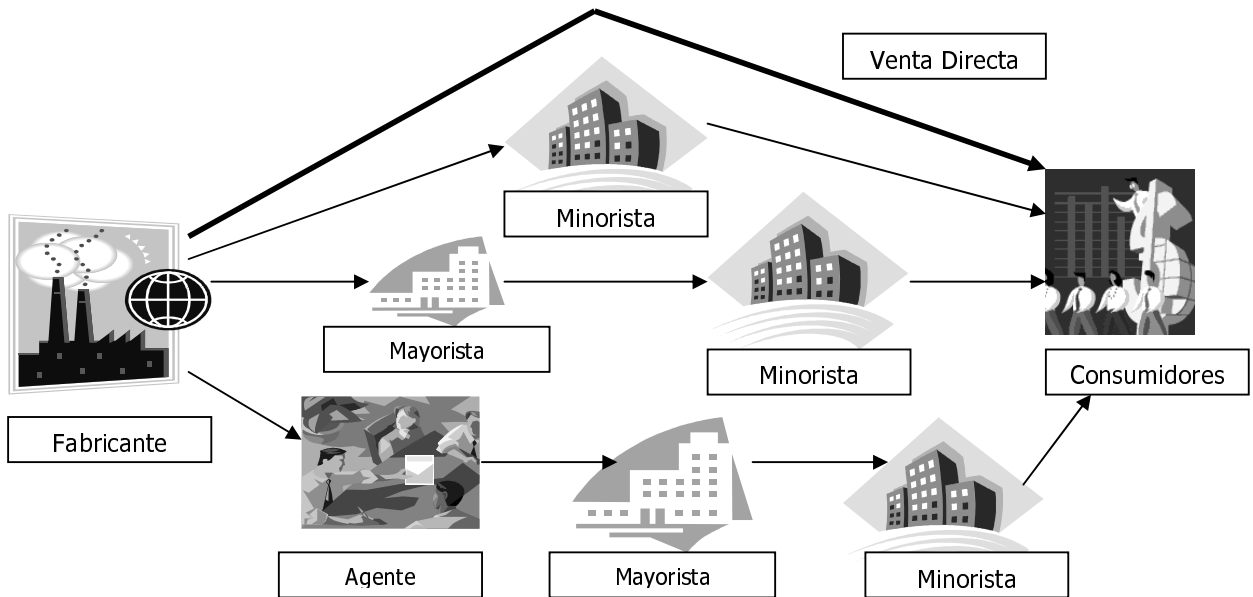 Venta Directa
Minorista
Mayorista
Minorista
Consumidores
Fabricante
Agente
Mayorista
Minorista